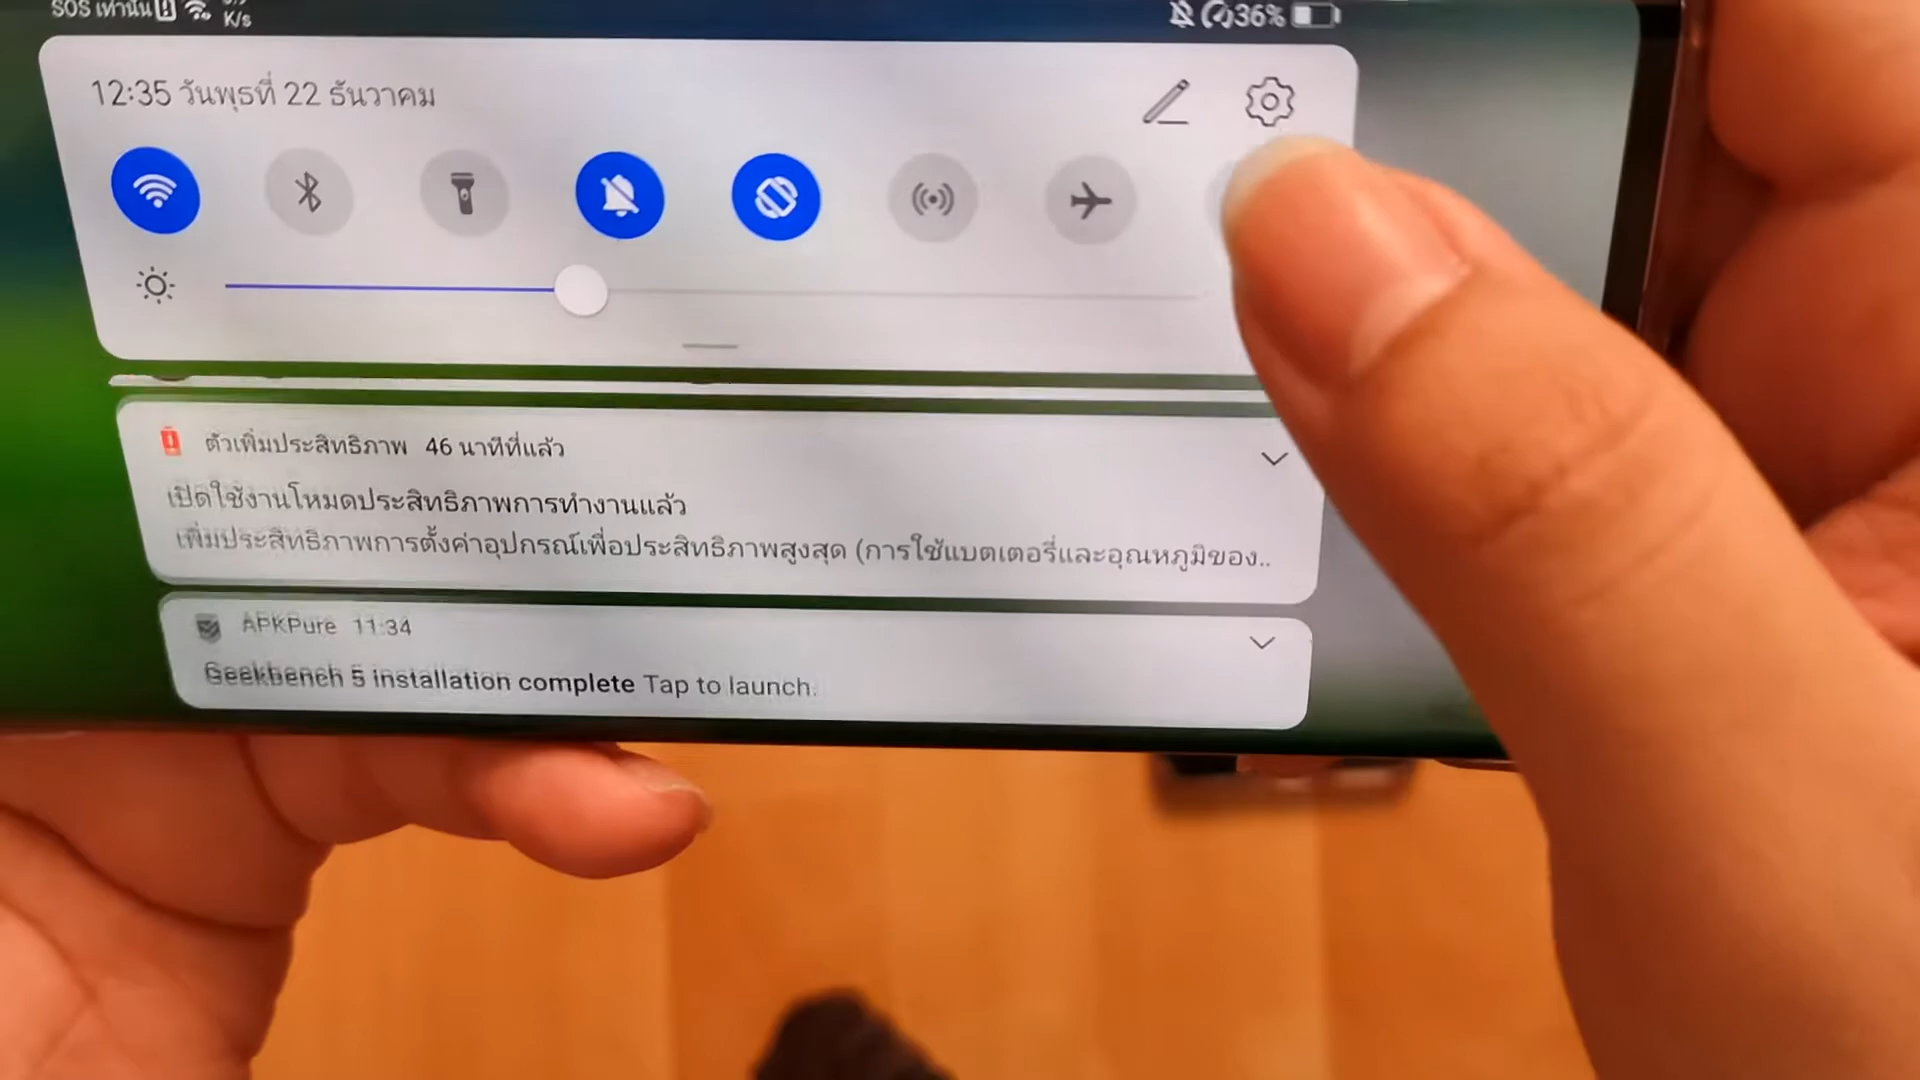 SOS เท่านั้น
K/s
36%
12:35 วันพุธที่ 22 ธันวาคม
ตัวเพิ่มประสิทธิภาพ 46 นาทีที่แล้ว
เปิดใช้งานโหมดประสิทธิภาพการทำงานแล้ว
เพิ่มประสิทธิภาพการตั้งค่าอุปกรณ์เพื่อประสิทธิภาพสูงสุด (การใช้แบตเตอรี่และอุณหภูมิของ..
APKPure 11:34
Geekbench 5 installation complete Tap to launch.